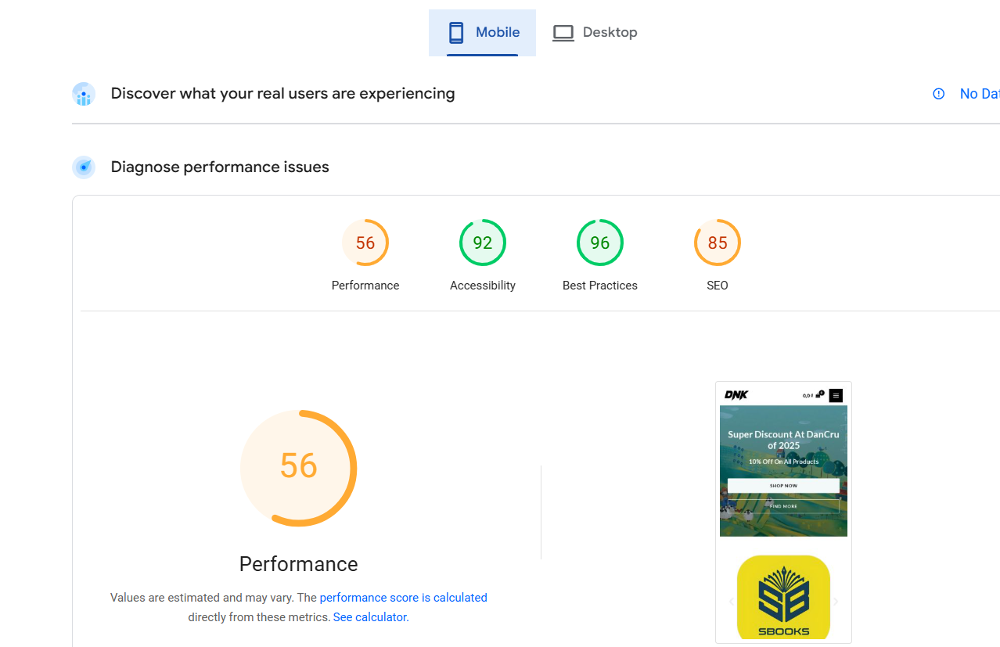 Mobile
Desktop
Discover what your real users are experiencing
No Dat
Diagnose performance issues
56
92
96
85
Performance
Accessibility
Best Practices
SEO
DNK
Super Discount At DanCru
of 2025
10% Off On All Products
SHOP NOW
FIND MORE
56
SB
SBOOKS
Performance
Values are estimated and may vary. The performance score is calculated
directly from these metrics. See calculator.